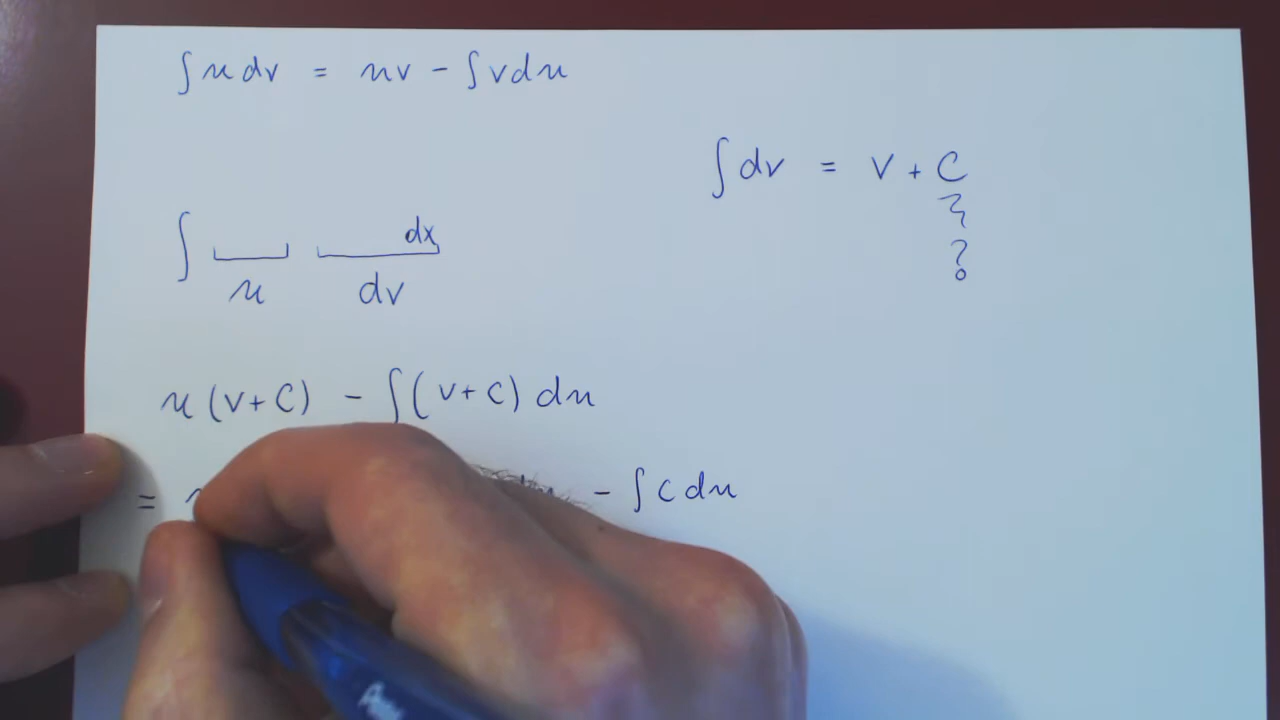 ∫ u dv = uv - ∫ v du
∫ dv = v + C
?
∫ dx
u dv
u (v + C) - ∫ (v + C) du
= - ∫ C du